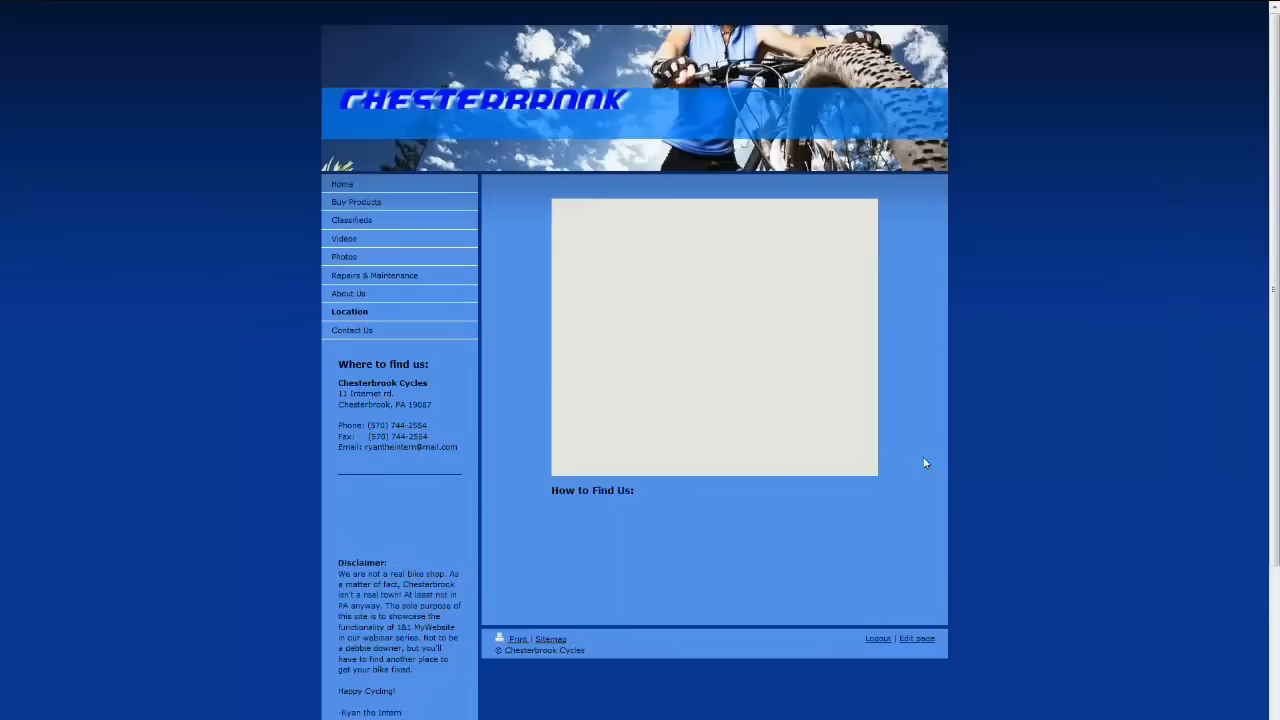 CHESTERBROOK
Home
Buy Products
Classifieds
Videos
Photos
Repairs & Maintenance
About Us
Location
Contact Us
Where to find us:
Chesterbrook Cycles
11 Internet rd.
Chesterbrook, PA 19087
Phone: (570) 744-2554
Fax: (570) 744-2554
Email: ryantheintern@mail.com
Disclaimer:
We are not a real bike shop. As
a matter of fact, Chesterbrook
isn't a real town! At least not in
PA anyway. The sole purpose of
this site is to showcase the
functionality of 1&1 MyWebsite
in our webinar series. Not to be
a debbie downer, but you'll
have to find another place to
get your bike fixed.
Happy Cycling!
-Ryan the Intern
How to Find Us:
Print | Sitemap
© Chesterbrook Cycles
Logout | Edit page